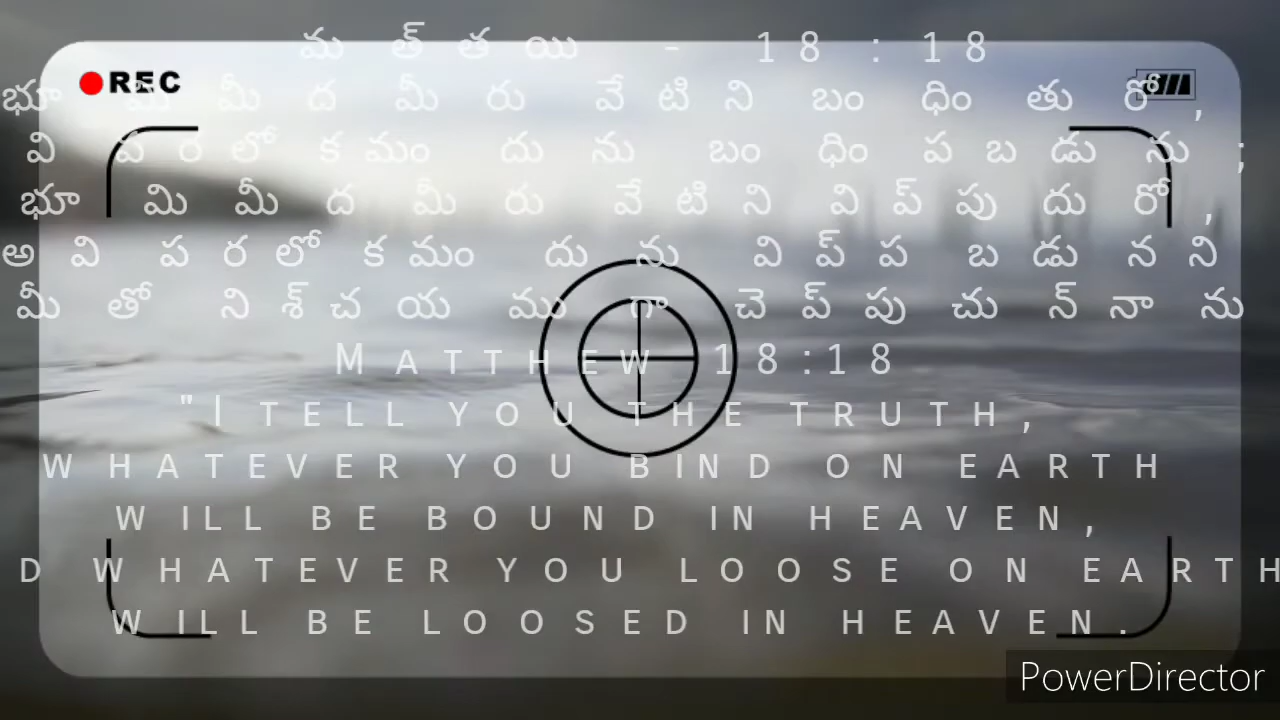 మత్తయి - 18 : 18
REC
భూమి మీద మీరు వేటిని బంధింతురో,
అవి పరలోకమందును బంధింపబడును;
భూమి మీద మీరు వేటిని విప్పుదురో,
అవి పరలోకమందును విప్పబడునని
మీతో నిశ్చయముగా చెప్పుచున్నాను
MATTHEW 18:18
"I TELL YOU THE TRUTH,
WHATEVER YOU BIND ON EARTH
WILL BE BOUND IN HEAVEN,
D WHATEVER YOU LOOSE ON EARTH
WILL BE LOOSED IN HEAVEN.
PowerDirector